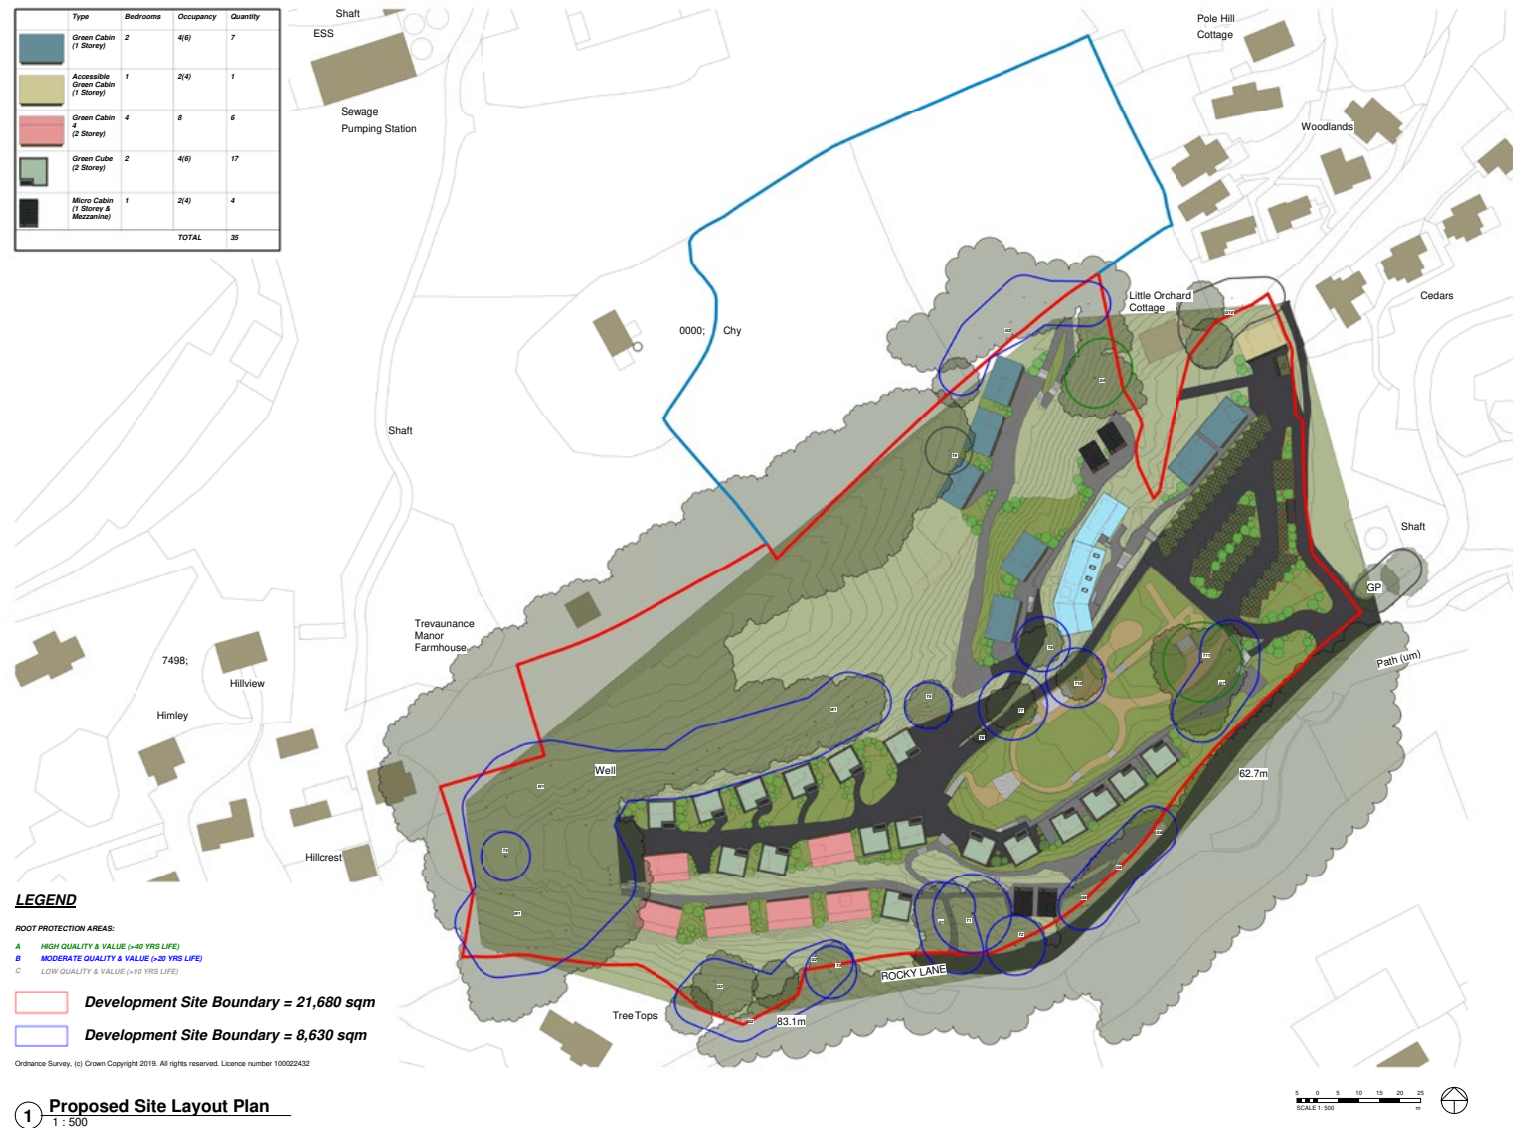 Type Bedrooms Occupancy Quantity
Green Cabin
(1 Storey)
2 4(6) 7
Accessible
Green Cabin
(1 Storey)
1 2(4) 1
Green Cabin
4
(2 Storey)
4 8 6
Green Cube
(2 Storey)
2 4(6) 17
Micro Cabin
(1 Storey &
Mezzanine)
1 2(4) 4
TOTAL 35
Shaft
ESS
Sewage
Pumping Station
Pole Hill
Cottage
Woodlands
Cedars
Little Orchard
Cottage
0000; Chy
Shaft
Shaft
GP
Path (um)
Trevaunance
Manor
Farmhouse
7498;
Hillview
Himley
Well
62.7m
Hillcrest
ROCKY LANE
Tree Tops
83.1m
LEGEND
ROOT PROTECTION AREAS:
A HIGH QUALITY & VALUE (>40 YRS LIFE)
B MODERATE QUALITY & VALUE (>20 YRS LIFE)
C LOW QUALITY & VALUE (>10 YRS LIFE)
Development Site Boundary = 21,680 sqm
Development Site Boundary = 8,630 sqm
Ordnance Survey, (c) Crown Copyright 2019. All rights reserved. Licence number 100022432
1 Proposed Site Layout Plan
1 : 500
5 0 5 10 15 20 25
SCALE 1: 500 m